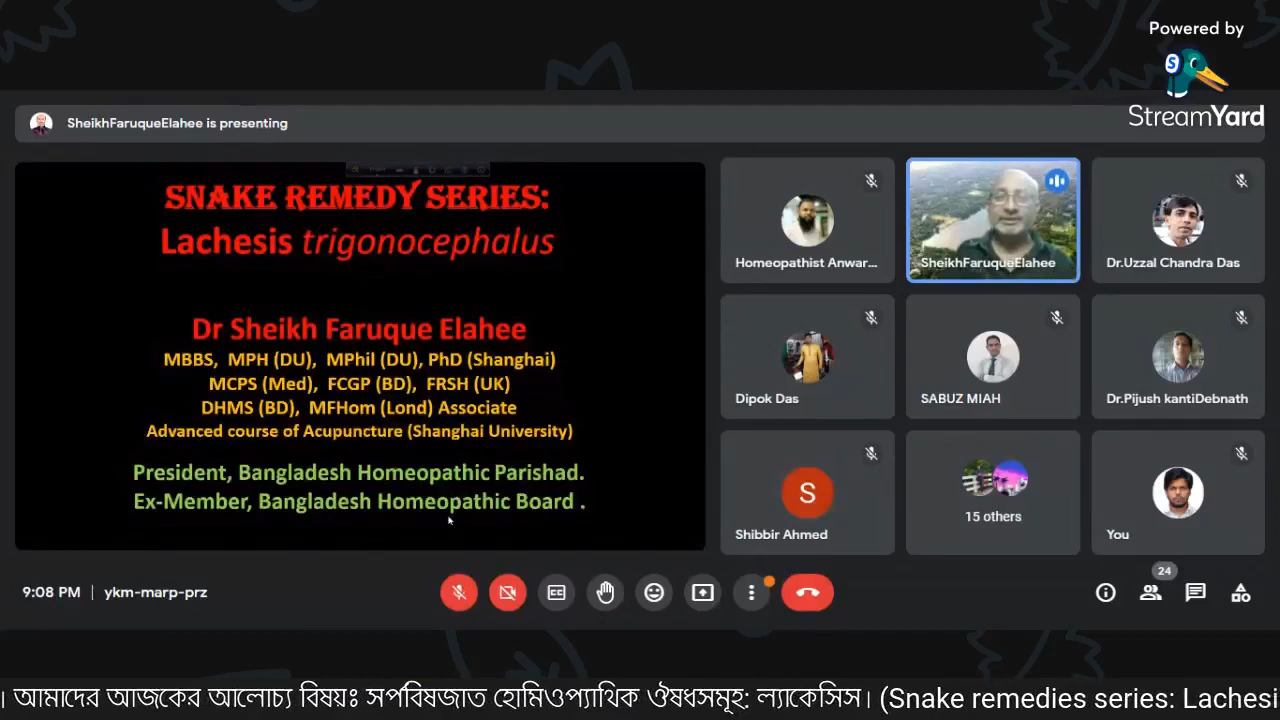 Powered by
S
StreamYard
SheikhFaruqueElahee is presenting
SNAKE REMEDY SERIES:
Lachesis trigonocephalus
Dr Sheikh Faruque Elahee
MBBS, MPH (DU), MPhil (DU), PhD (Shanghai)
MCPS (Med), FCGP (BD), FRSH (UK)
DHMS (BD), MFHom (Lond) Associate
Advanced course of Acupuncture (Shanghai University)
President, Bangladesh Homeopathic Parishad.
Ex-Member, Bangladesh Homeopathic Board .
Homeopathist Anwar...
SheikhFaruqueElahee
Dr.Uzzal Chandra Das
Dipok Das
SABUZ MIAH
Dr.Pijush kantiDebnath
S
Shibbir Ahmed
15 others
You
9:08 PM | ykm-marp-prz
24
। আমাদের আজকের আলোচ্য বিষয়ঃ সর্পবিষজাত হোমিওপ্যাথিক ঔষধসমূহ: ল্যাকেসিস। (Snake remedies series: Lachesi